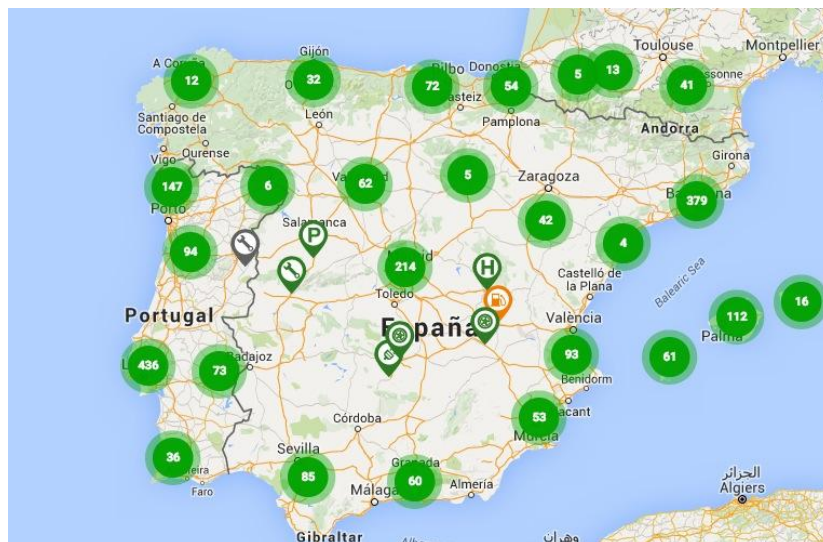 Gijón
A Coruña
12
32
72
Bilbo
Donostia
54
5
13
Toulouse
41
Montpellier
Santiago de
Compostela
León
Pamplona
Andorra
Vigo
Ourense
Girona
147
6
62
5
Zaragoza
379
Porto
Salamanca
P
42
94
214
H
4
Castelló de
la Plana
Balearic Sea
Toledo
16
Portugal
España
València
112
Palma
436
73
Badajoz
93
61
Benidorm
Córdoba
53
Murcia
36
Sevilla
85
Granada
60
Almería
Faro
Málaga
الجزائر
Algiers
Gibraltar
وهران